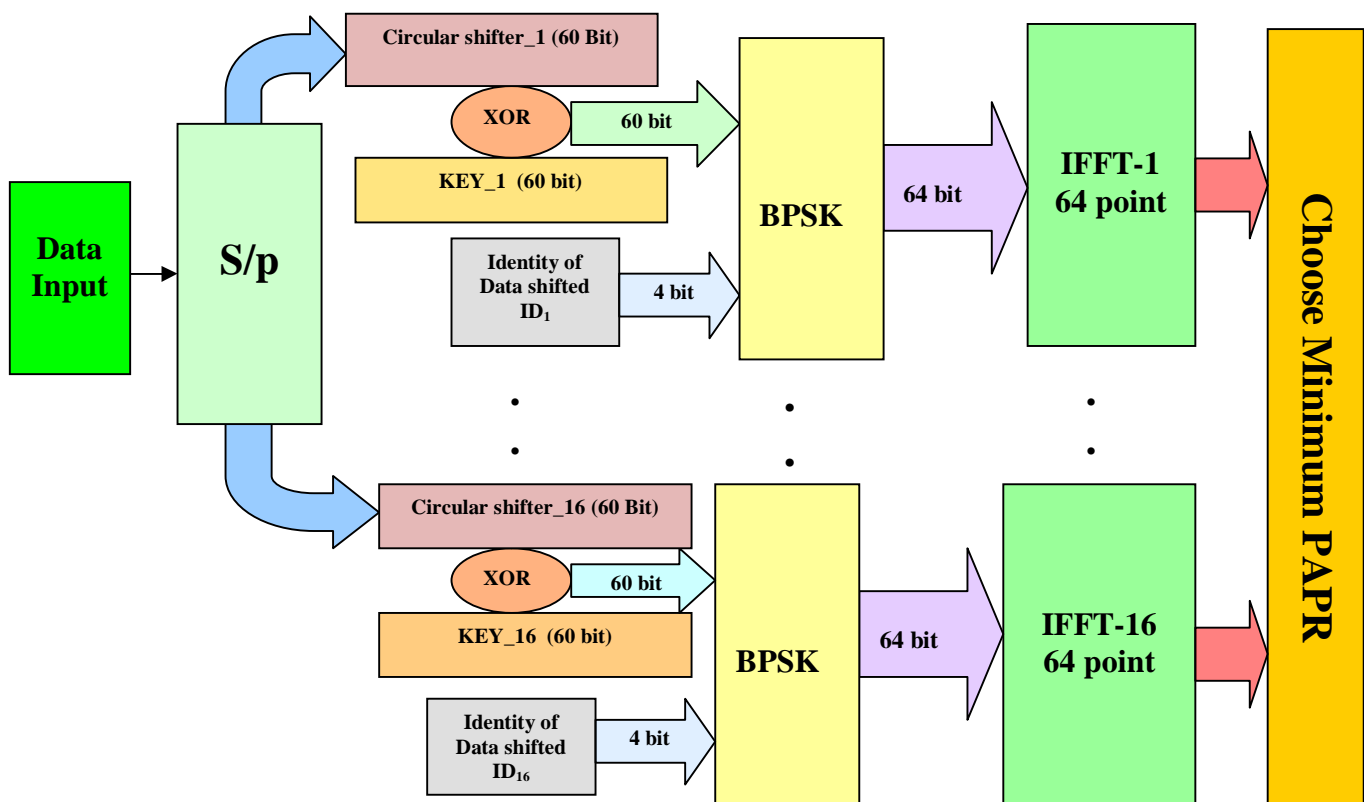 Data
Input
S/p
Circular shifter_1 (60 Bit)
XOR
60 bit
KEY_1 (60 bit)
Identity of
Data shifted
ID₁
4 bit
BPSK
64 bit
IFFT-1
64 point
Circular shifter_16 (60 Bit)
XOR
60 bit
KEY_16 (60 bit)
Identity of
Data shifted
ID₁₆
4 bit
BPSK
64 bit
IFFT-16
64 point
Choose Minimum PAPR